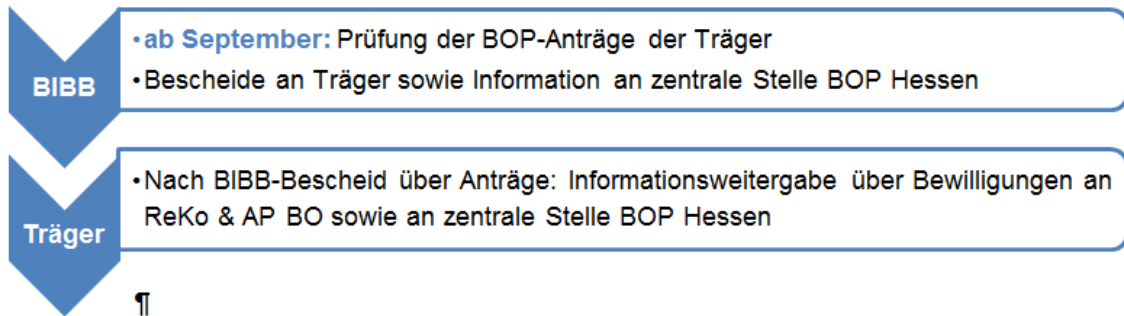 BIBB
•ab September: Prüfung der BOP-Anträge der Träger
•Bescheide an Träger sowie Information an zentrale Stelle BOP Hessen
Träger
•Nach BIBB-Bescheid über Anträge: Informationsweitergabe über Bewilligungen an
ReKo & AP BO sowie an zentrale Stelle BOP Hessen
¶